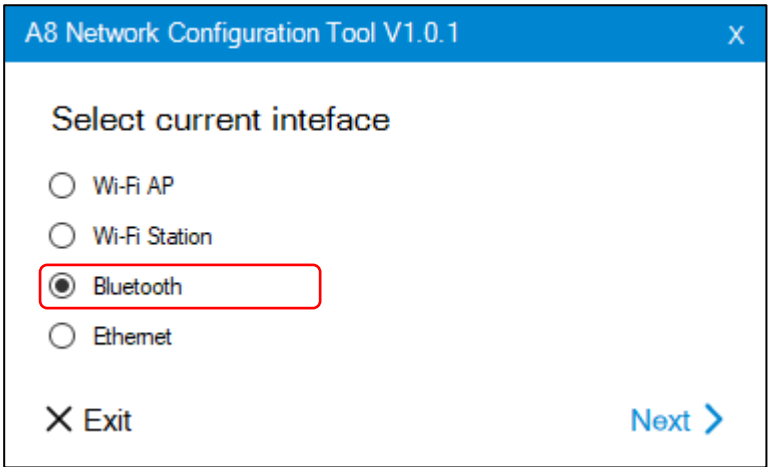 A8 Network Configuration Tool V1.0.1 X
Select current inteface
Wi-Fi AP
Wi-Fi Station
Bluetooth
Ethernet
Exit Next